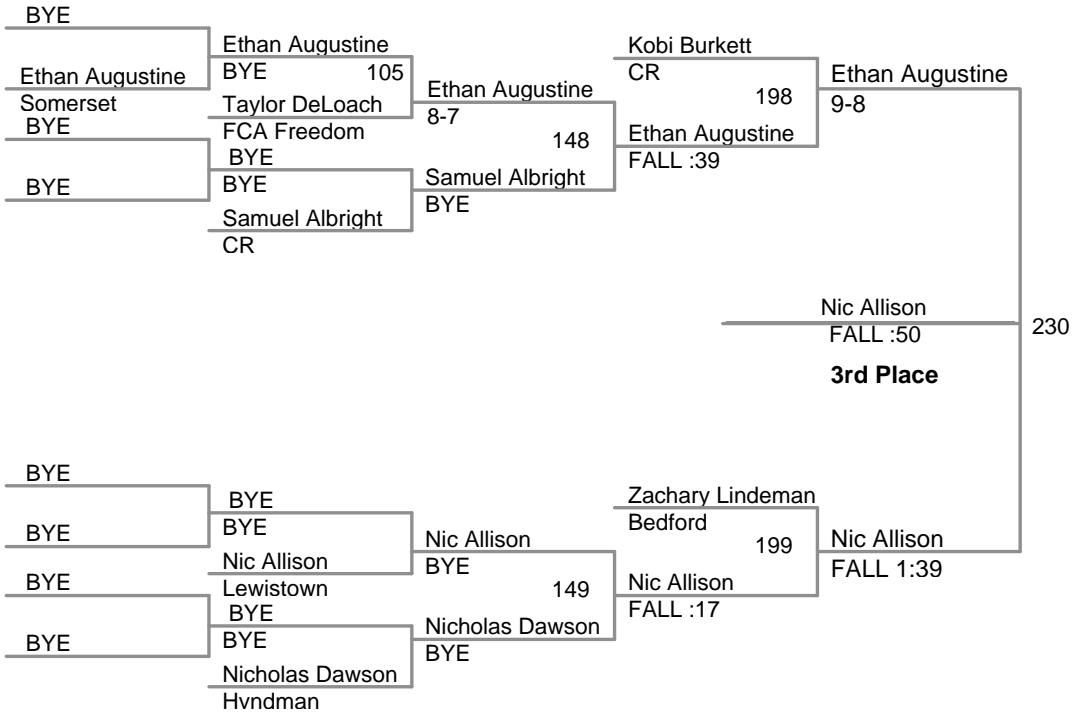 BYE
Ethan Augustine
Somerset
BYE
BYE
Ethan Augustine
BYE
105
Taylor DeLoach
FCA Freedom
BYE
BYE
Samuel Albright
CR
Ethan Augustine
8-7
148
Samuel Albright
BYE
Kobi Burkett
CR
198
Ethan Augustine
FALL :39
Ethan Augustine
9-8
Nic Allison
FALL :50
230
3rd Place
BYE
BYE
BYE
BYE
BYE
BYE
Nic Allison
Lewistown
BYE
BYE
Nicholas Dawson
Hyndman
Nic Allison
BYE
149
Nicholas Dawson
BYE
Zachary Lindeman
Bedford
199
Nic Allison
FALL :17
Nic Allison
FALL 1:39